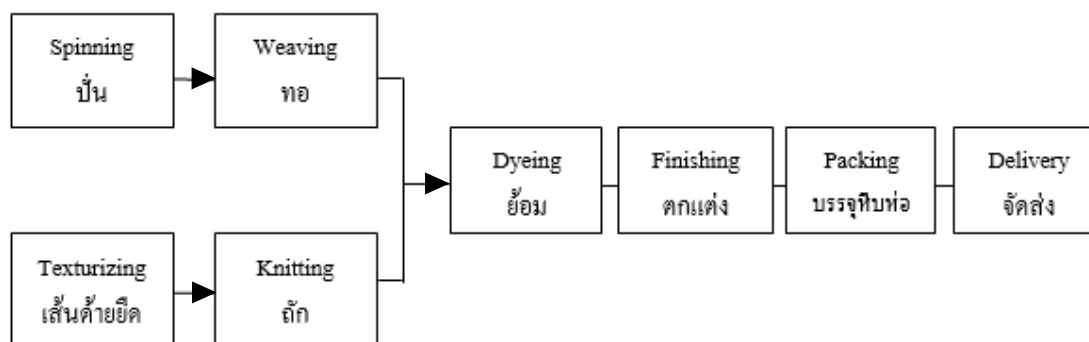 Spinning
ปั่น
Weaving
ทอ
Dyeing
ย้อม
Finishing
ตกแต่ง
Packing
บรรจุหีบห่อ
Delivery
จัดส่ง
Texturizing
เส้นด้ายยืด
Knitting
ถัก